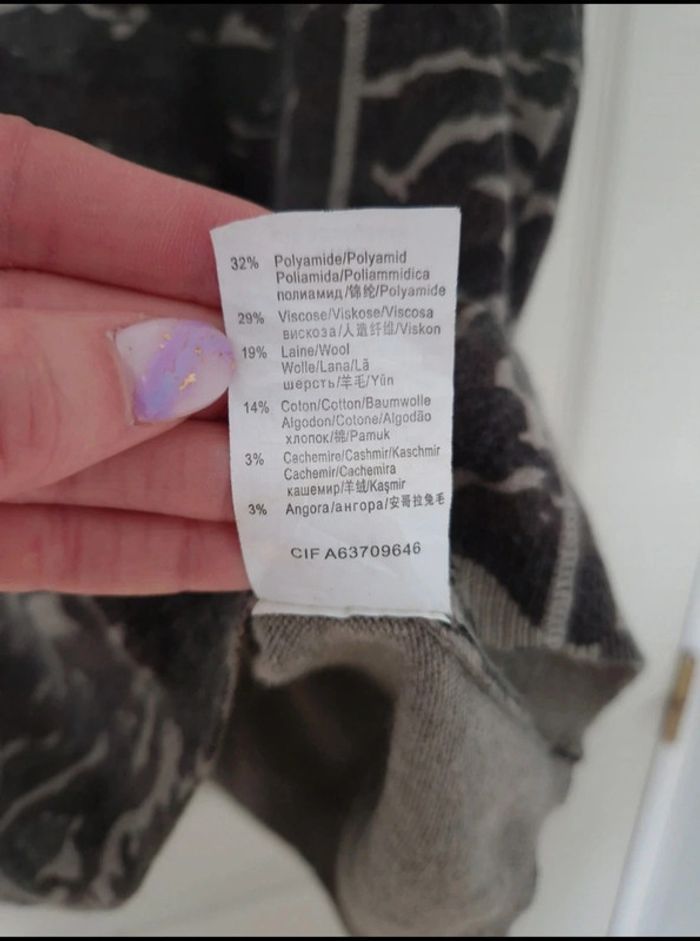 32% Polyamide/Polyamid
Poliamida/Poliammidica
полиамид/锦纶/Polyamide
29% Viscose/Viskose/Viscosa
вискоза/人造纤维/Viskon
19% Laine/Wool
Wolle/Lana/Lã
шерсть/羊毛/Yün
14% Coton/Cotton/Baumwolle
Algodon/Cotone/Algodão
хлопок/棉/Pamuk
3% Cachemire/Cashmir/Kaschmir
Cachemir/Cachemira
кашемир/羊绒/Kaşmir
3% Angora/ангора/安哥拉兔毛
CIF A63709646